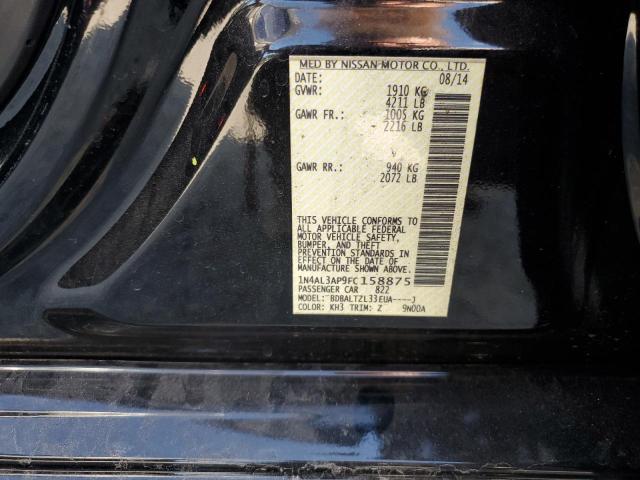 MFD BY NISSAN MOTOR CO., LTD.
DATE: 08/14
GVWR: 1910 KG
4211 LB
GAWR FR.: 1005 KG
2216 LB
GAWR RR.: 940 KG
2072 LB
THIS VEHICLE CONFORMS TO
ALL APPLICABLE FEDERAL
MOTOR VEHICLE SAFETY,
BUMPER, AND THEFT
PREVENTION STANDARDS
IN EFFECT ON THE DATE OF
MANUFACTURE SHOWN ABOVE.
1N4AL3AP9FC158875
PASSENGER CAR 822
MODEL: BDBALTZL33EUA----J
COLOR: KH3 TRIM: Z 9N00A